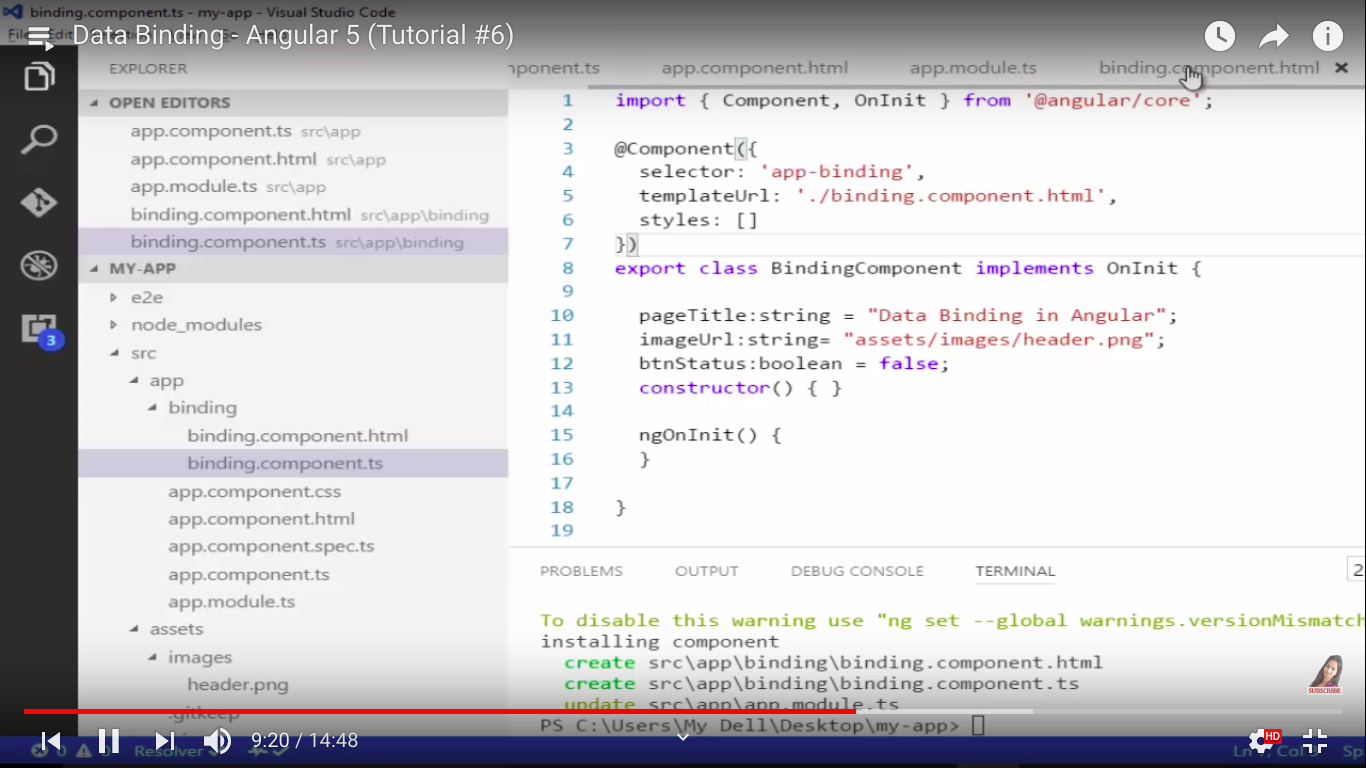 binding.component.ts - my-app - Visual Studio Code
Data Binding - Angular 5 (Tutorial #6)
EXPLORER
OPEN EDITORS
app.component.ts src\app
app.component.html src\app
app.module.ts src\app
binding.component.html src\app\binding
binding.component.ts src\app\binding
MY-APP
e2e
node_modules
src
app
binding
binding.component.html
binding.component.ts
app.component.css
app.component.html
app.component.spec.ts
app.component.ts
app.module.ts
assets
images
header.png
.gitkeep
3
nponent.ts app.component.html app.module.ts binding.component.html
1 import { Component, OnInit } from '@angular/core';
2
3 @Component({
4 selector: 'app-binding',
5 templateUrl: './binding.component.html',
6 styles: []
7 })
8 export class BindingComponent implements OnInit {
9
10 pageTitle:string = "Data Binding in Angular";
11 imageUrl:string= "assets/images/header.png";
12 btnStatus:boolean = false;
13 constructor() { }
14
15 ngOnInit() {
16 }
17
18 }
19
PROBLEMS OUTPUT DEBUG CONSOLE TERMINAL 2
To disable this warning use "ng set --global warnings.versionMismatch
installing component
create src\app\binding\binding.component.html
create src\app\binding\binding.component.ts
update src\app\app.module.ts
PS C:\Users\My Dell\Desktop\my-app>
SUBSCRIBE
9:20 / 14:48
HD
0 0 Resolver